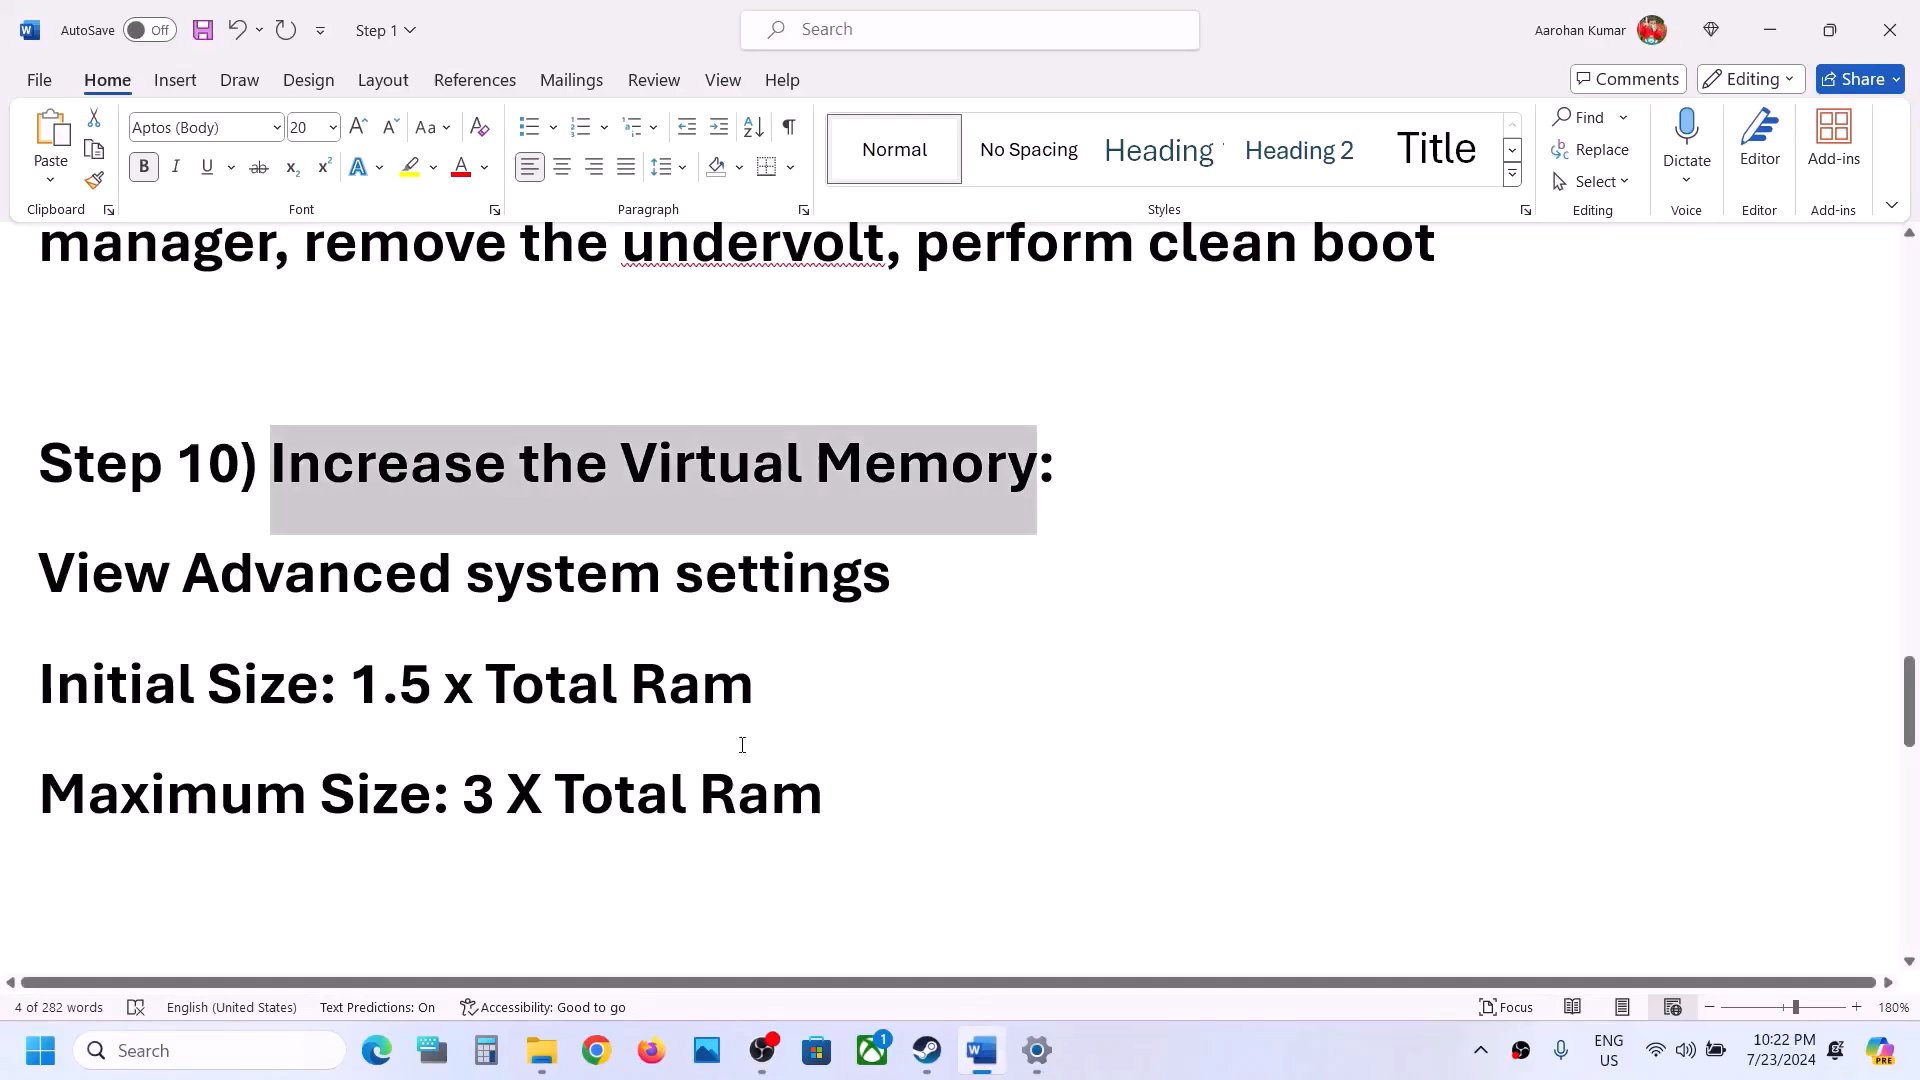 AutoSave Off Step 1 Search Aarohan Kumar
File Home Insert Draw Design Layout References Mailings Review View Help Comments Editing Share
Paste Aptos (Body) 20 Aa Normal No Spacing Heading Heading 2 Title Find Replace Select Dictate Editor Add-ins
Clipboard Font Paragraph Styles Editing Voice Editor Add-ins
manager, remove the undervolt, perform clean boot
Step 10) Increase the Virtual Memory:
View Advanced system settings
Initial Size: 1.5 x Total Ram
Maximum Size: 3 X Total Ram
4 of 282 words English (United States) Text Predictions: On Accessibility: Good to go Focus 180%
Search 1 ENG US 10:22 PM 7/23/2024 PRE